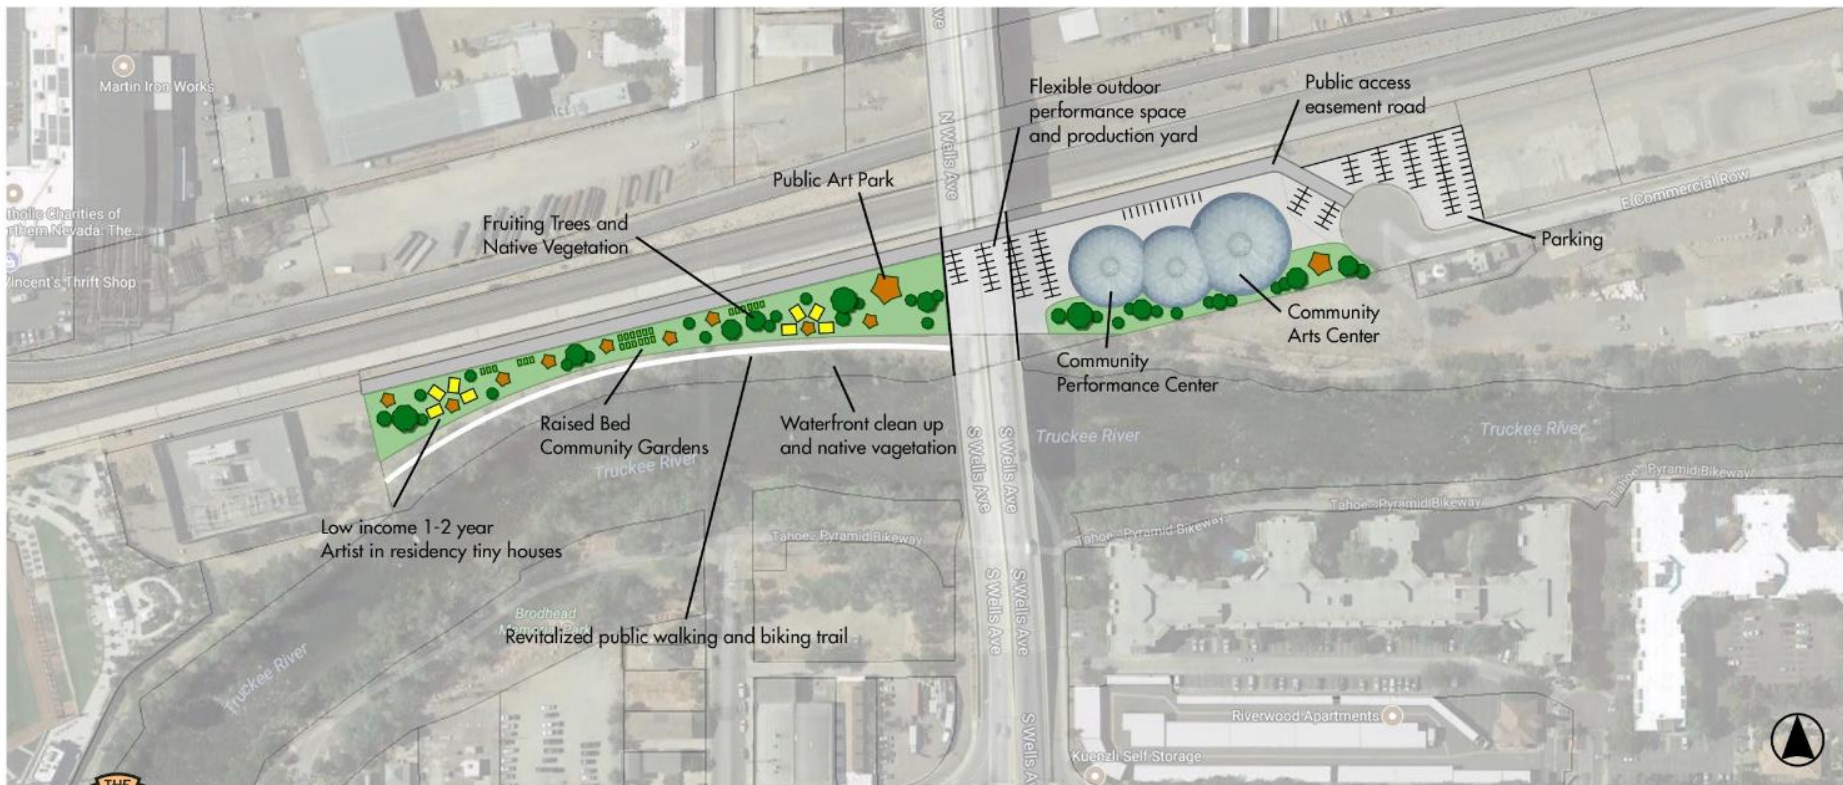 Ave
Martin Iron Works
N Wells Ave
Flexible outdoor
performance space
and production yard
Public access
easement road
Public Art Park
E Commercial Row
Fruiting Trees and
Native Vegetation
tholic Charities of
rthern Nevada: The...
Vincent's Thrift Shop
Parking
Community
Arts Center
Community
Performance Center
Raised Bed
Community Gardens
Waterfront clean up
and native vagetation
Truckee River
Truckee River
Truckee River
S Wells Ave
S Wells Ave
Tahoe - Pyramid Bikeway
Tahoe - Pyramid Bikeway
Tahoe - Pyramid Bikeway
Tahoe - Pyramid Bikeway
Low income 1-2 year
Artist in residency tiny houses
S Wells Ave
S Wells Ave
Brodhead
Revitalized public walking and biking trail
Truckee River
Riverwood Apartments
S Wells Av
Kuenzli Self Storage
THE